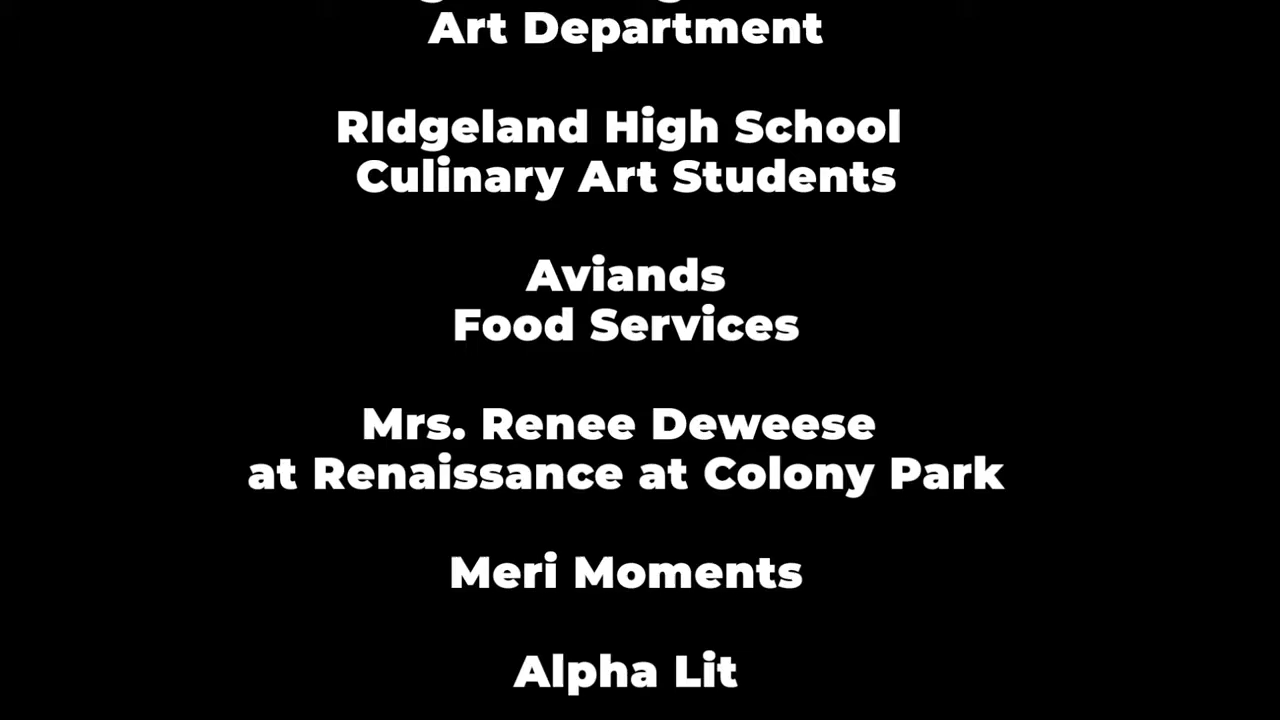 Art Department
RIdgeland High School
Culinary Art Students
Aviands
Food Services
Mrs. Renee Deweese
at Renaissance at Colony Park
Meri Moments
Alpha Lit